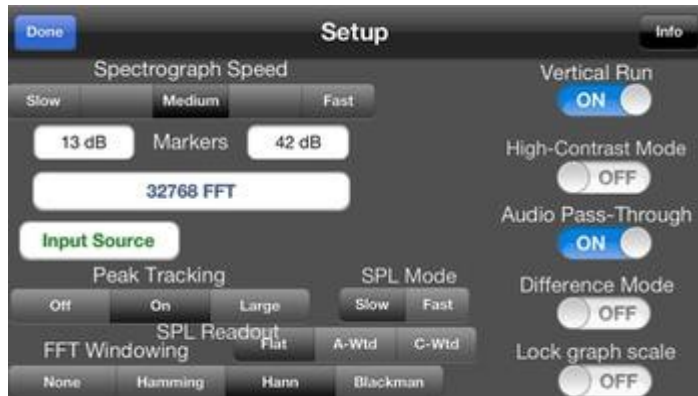 Done Setup Info
Spectrograph Speed
Slow Medium Fast
13 dB Markers 42 dB
32768 FFT
Input Source
Peak Tracking
Off On Large
SPL Mode
Slow Fast
SPL Readout
Flat A-Wtd C-Wtd
FFT Windowing
None Hamming Hann Blackman
Vertical Run
ON
High-Contrast Mode
OFF
Audio Pass-Through
ON
Difference Mode
OFF
Lock graph scale
OFF